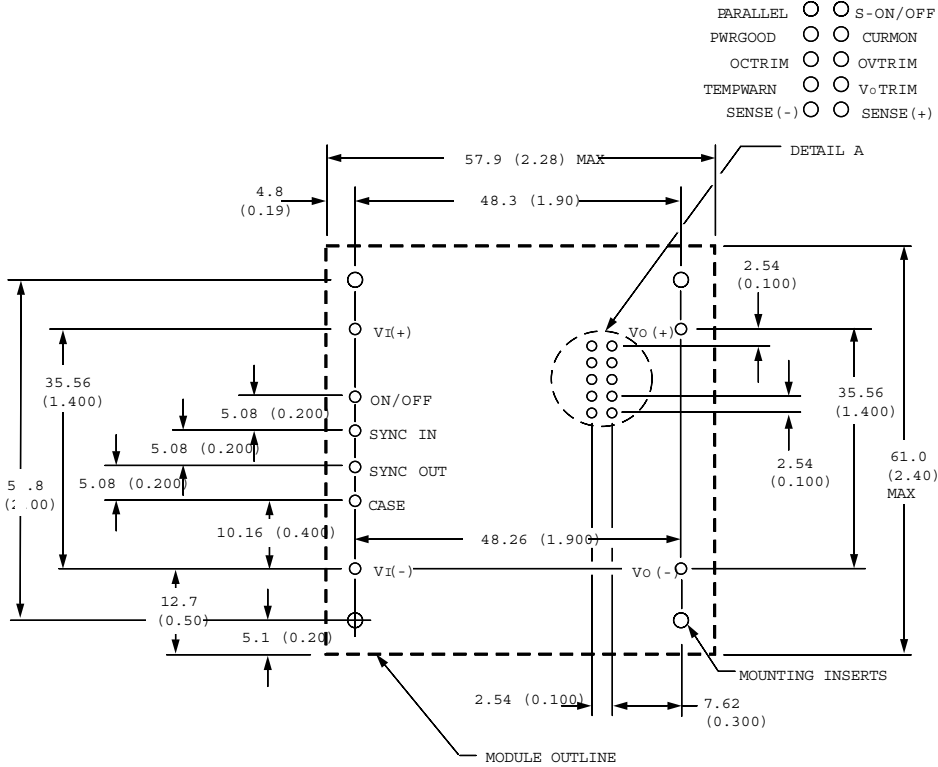 PARALLEL S-ON/OFF
PWRGOOD CURMON
OCTRIM OVTRIM
TEMPWARN VoTRIM
SENSE(-) SENSE(+)
DETAIL A
57.9 (2.28) MAX
4.8
(0.19)
48.3 (1.90)
2.54
(0.100)
VI(+)
VO(+)
35.56
(1.400)
5.08 (0.200)
ON/OFF
35.56
(1.400)
SYNC IN
5.08 (0.200)
SYNC OUT
5.08 (0.200)
2.54
(0.100)
61.0
(2.40)
MAX
CASE
10.16 (0.400)
48.26 (1.900)
VI(-)
VO(-)
12.7
(0.50)
5.1 (0.20)
MOUNTING INSERTS
2.54 (0.100)
7.62
(0.300)
MODULE OUTLINE